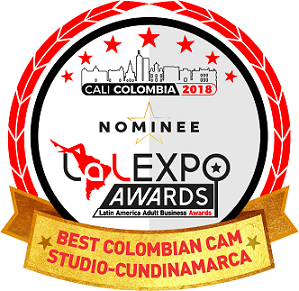 CALI COLOMBIA 2018
NOMINEE
LALEXPO
AWARDS
Latin America Adult Business Awards
BEST COLOMBIAN CAM
STUDIO-CUNDINAMARCA